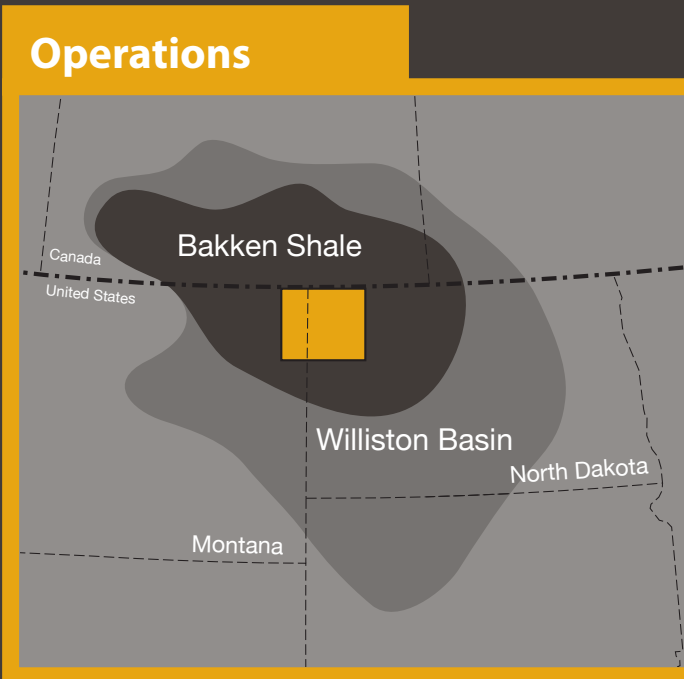 Operations
Bakken Shale
Canada
United States
Williston Basin
North Dakota
Montana